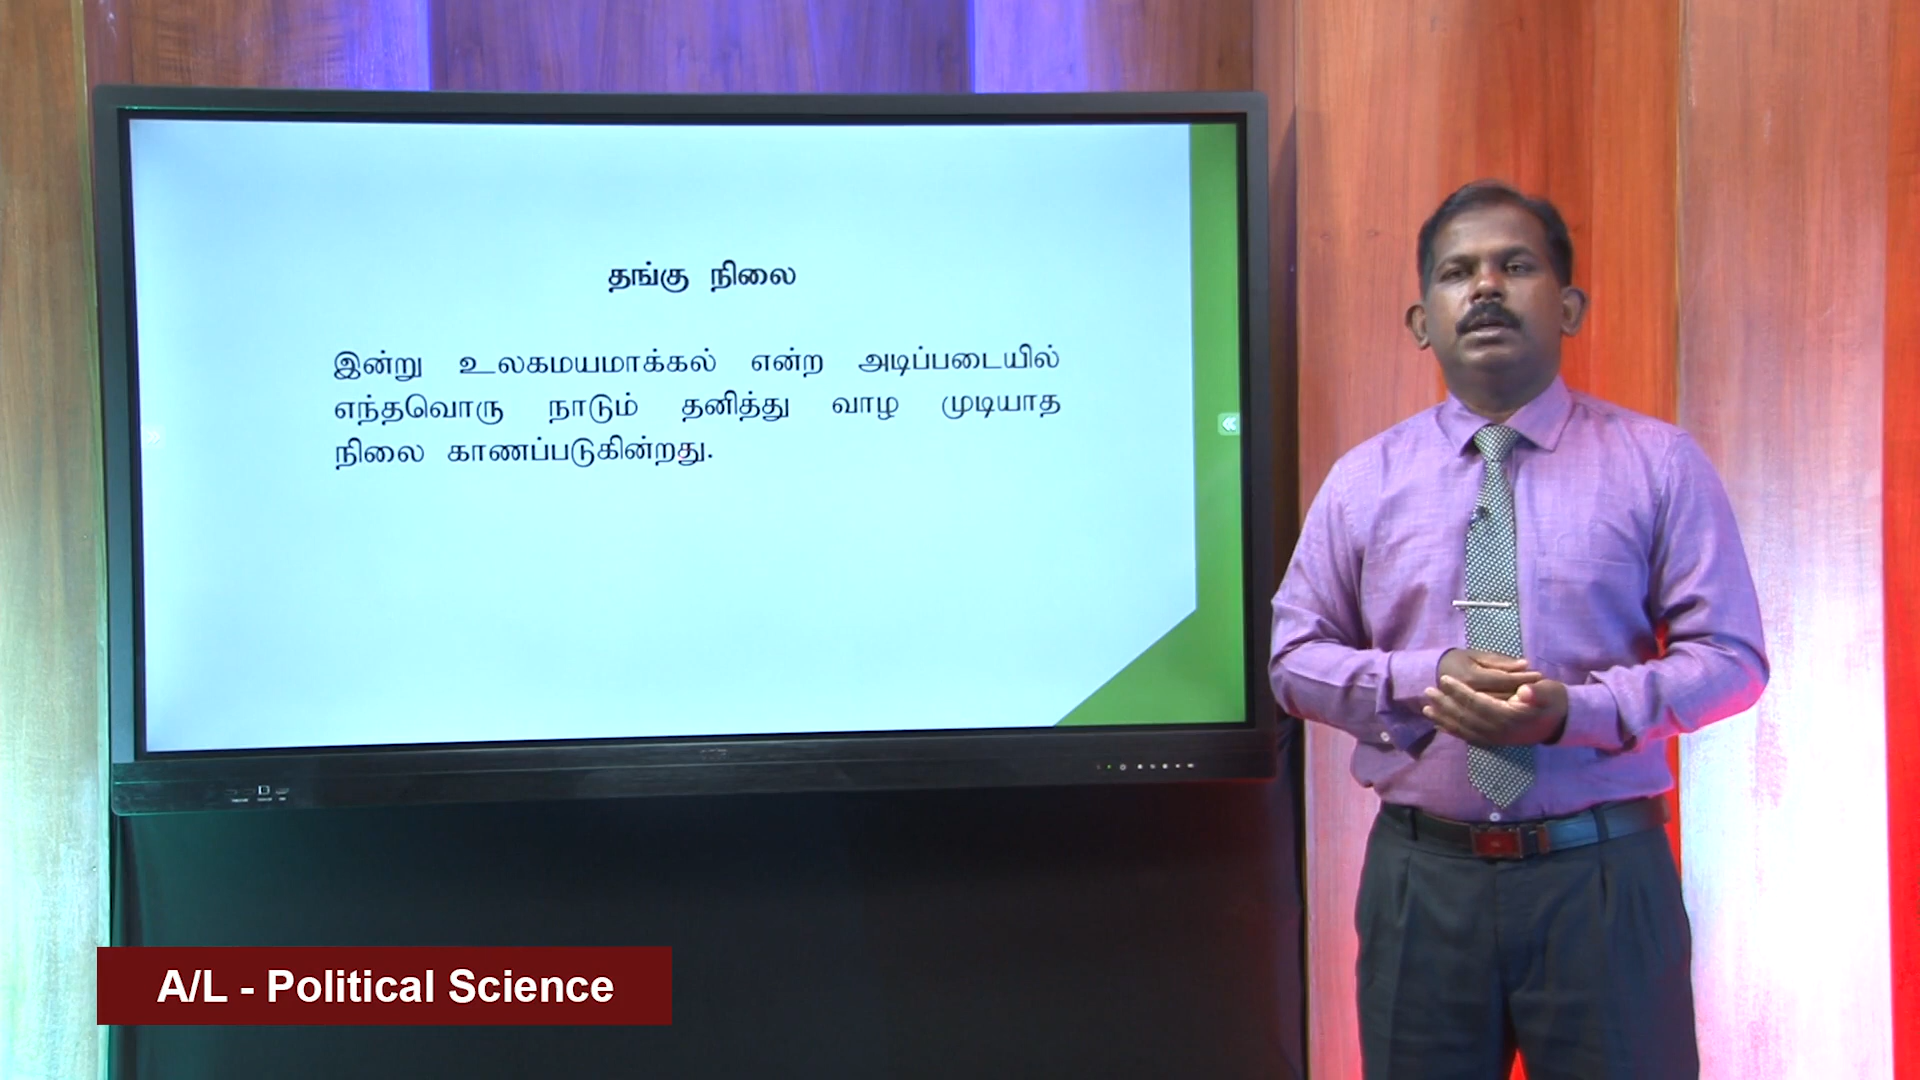 தங்கு நிலை
இன்று உலகமயமாக்கல் என்ற அடிப்படையில்
எந்தவொரு நாடும் தனித்து வாழ முடியாத
நிலை காணப்படுகின்றது.
A/L - Political Science